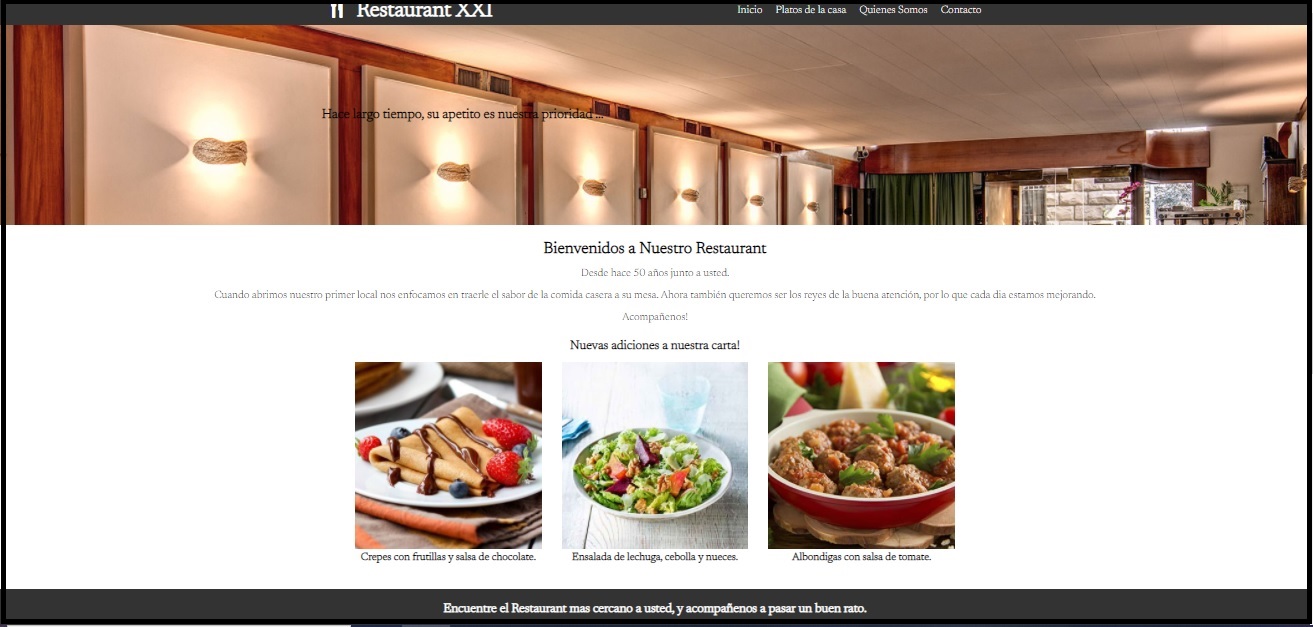 Restaurant XXI
Inicio Platos de la casa Quienes Somos Contacto
Hace largo tiempo, su apetito es nuestra prioridad ...
Bienvenidos a Nuestro Restaurant
Desde hace 50 años junto a usted.
Cuando abrimos nuestro primer local nos enfocamos en traerle el sabor de la comida casera a su mesa. Ahora también queremos ser los reyes de la buena atención, por lo que cada dia estamos mejorando.
Acompañenos!
Nuevas adiciones a nuestra carta!
Crepes con frutillas y salsa de chocolate.
Ensalada de lechuga, cebolla y nueces.
Albondigas con salsa de tomate.
Encuentre el Restaurant mas cercano a usted, y acompañenos a pasar un buen rato.